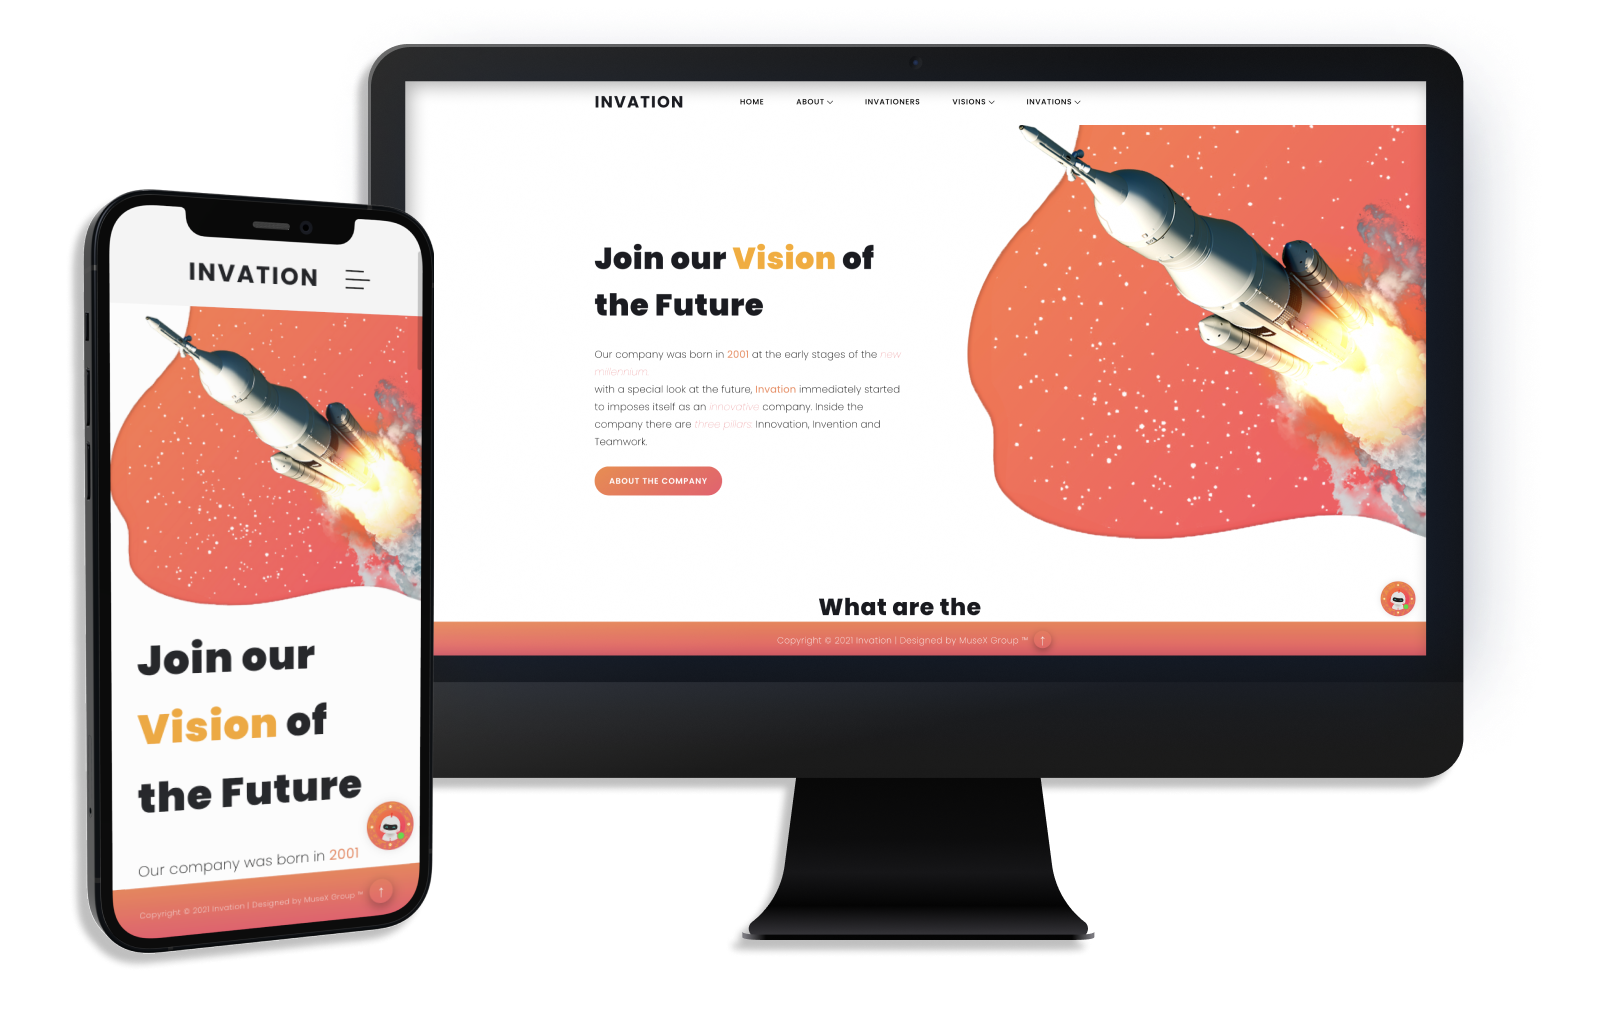 INVATION
HOME ABOUT INVATIONERS VISIONS INVATIONS
Join our Vision of
the Future
Our company was born in 2001 at the early stages of the new
millennium.
with a special look at the future, Invation immediately started
to imposes itself as an innovative company. Inside the
company there are three pillars: Innovation, Invention and
Teamwork.
ABOUT THE COMPANY
What are the
Copyright © 2021 Invation | Designed by MuseX Group ™
INVATION
Join our
Vision of
the Future
Our company was born in 2001
Copyright © 2021 Invation | Designed by MuseX Group ™